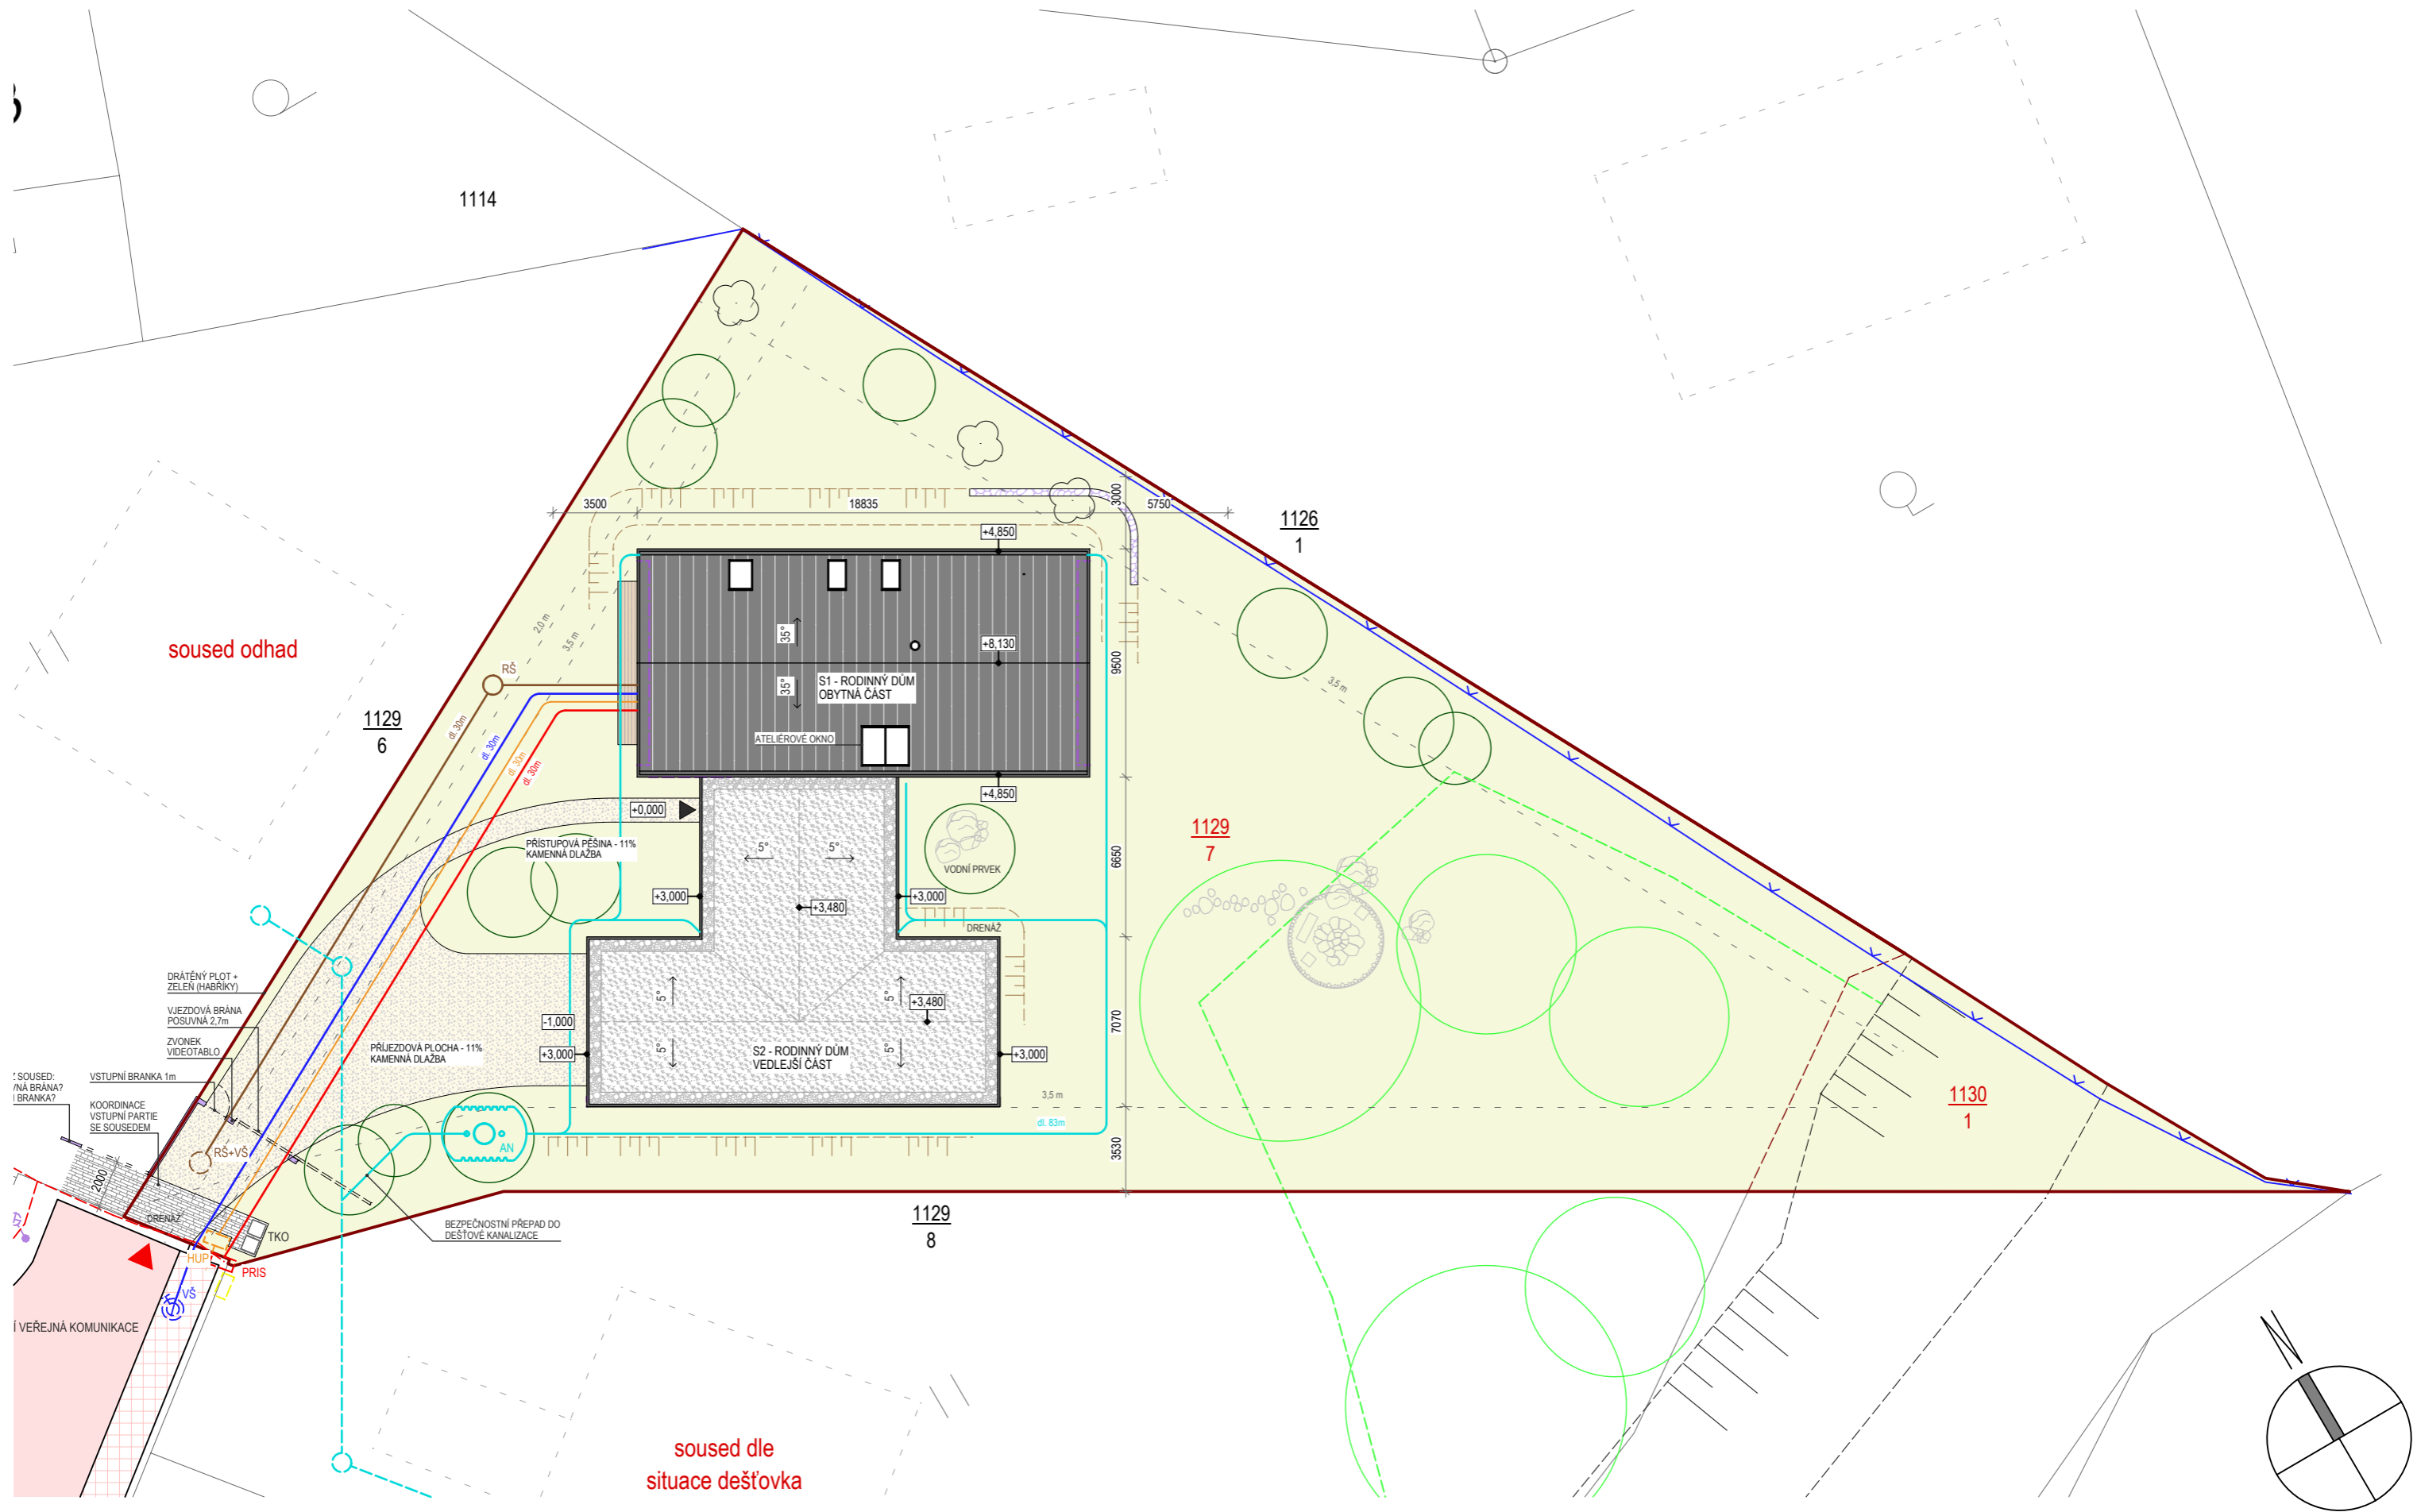 1114
3500
18835
3000
5750
+4,850
1126
1
2,0 m
3,5 m
soused odhad
35°
+8,130
RŠ
S1 - RODINNÝ DŮM
OBYTNÁ ČÁST
9500
35°
3,5 m
1129
6
dl. 30m
dl. 30m
dl. 30m
dl. 30m
ATELIÉROVÉ OKNO
+4,850
+0,000
PŘÍSTUPOVÁ PĚŠINA - 11%
KAMENNÁ DLAŽBA
5°
5°
6650
1129
7
VODNÍ PRVEK
+3,000
+3,480
+3,000
DRENÁŽ
DRÁTĚNÝ PLOT +
ZELEŇ (HABŘÍKY)
VJEZDOVÁ BRÁNA
POSUVNÁ 2,7m
ZVONEK
VIDEOTABLO
5°
5°
+3,480
-1,000
7070
PŘÍJEZDOVÁ PLOCHA - 11%
KAMENNÁ DLAŽBA
+3,000
5°
S2 - RODINNÝ DŮM
VEDLEJŠÍ ČÁST
5°
+3,000
SOUSED:
NÁ BRÁNA?
BRANKA?
VSTUPNÍ BRANKA 1m
KOORDINACE
VSTUPNÍ PARTIE
SE SOUSEDEM
3,5 m
dl. 83m
1130
1
RŠ+VŠ
AN
3530
2000
DRENÁŽ
TKO
BEZPEČNOSTNÍ PŘEPAD DO
DEŠŤOVÉ KANALIZACE
1129
8
HUP
PRIS
VŠ
Í VEŘEJNÁ KOMUNIKACE
soused dle
situace dešťovka